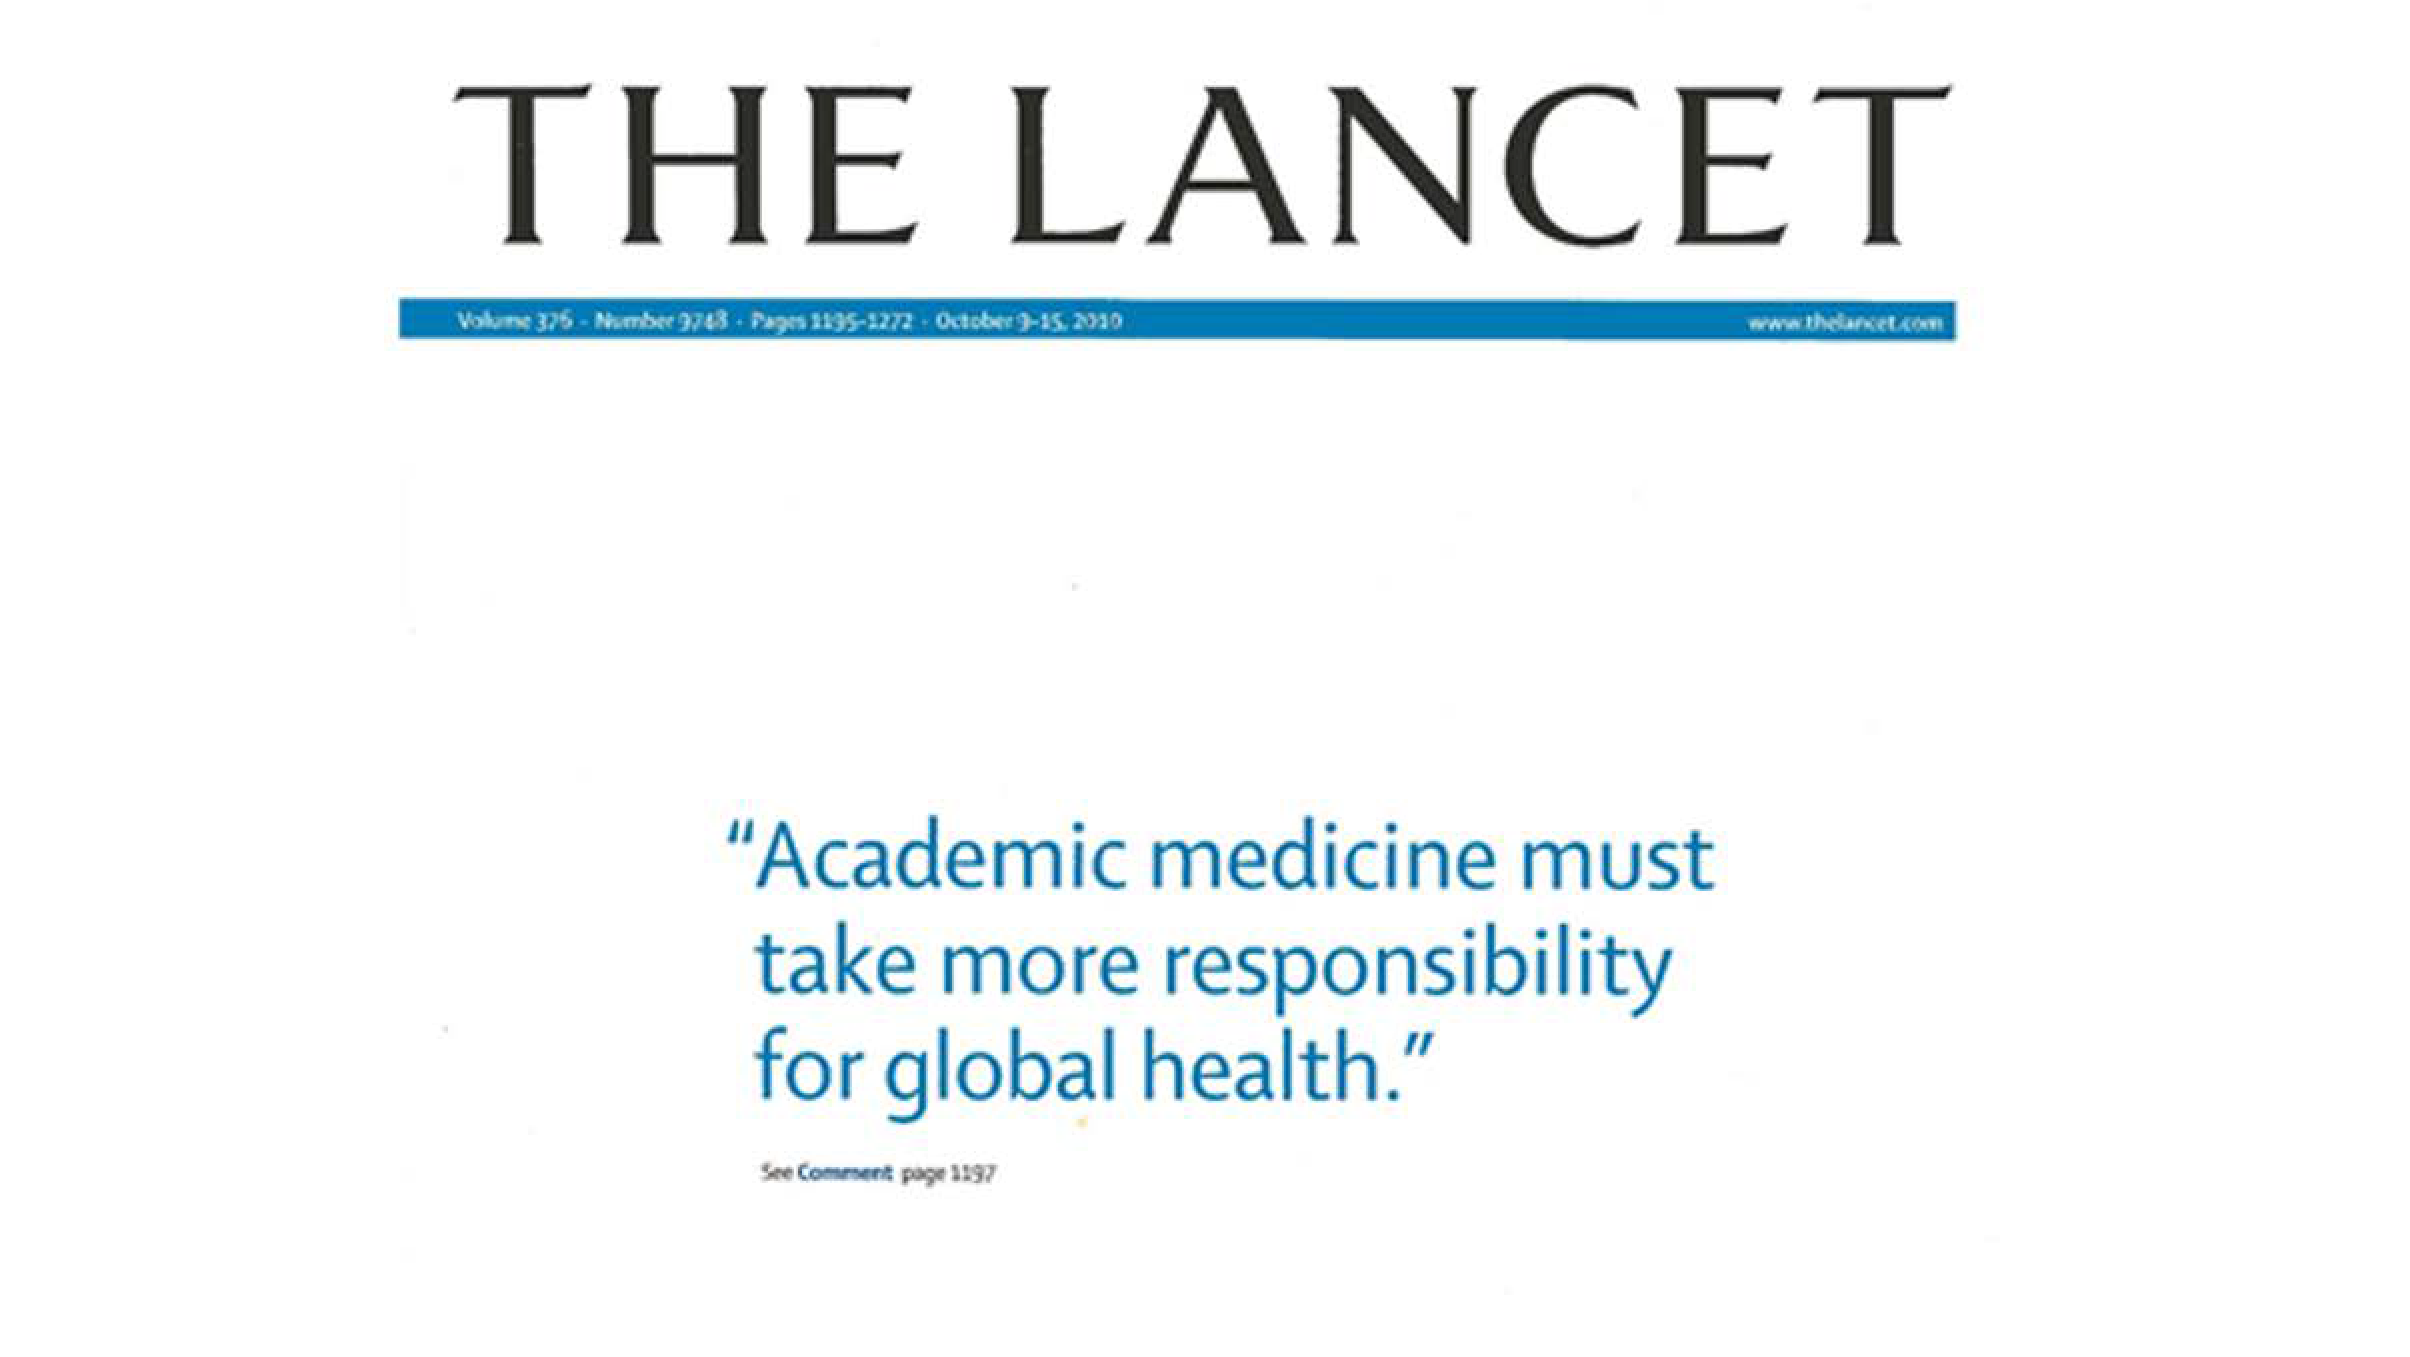 THE LANCET
Volume 376 · Number 9748 · Pages 1195-1272 · October 9-15, 2010
www.thelancet.com
“Academic medicine must
take more responsibility
for global health.”
See Comment page 1197